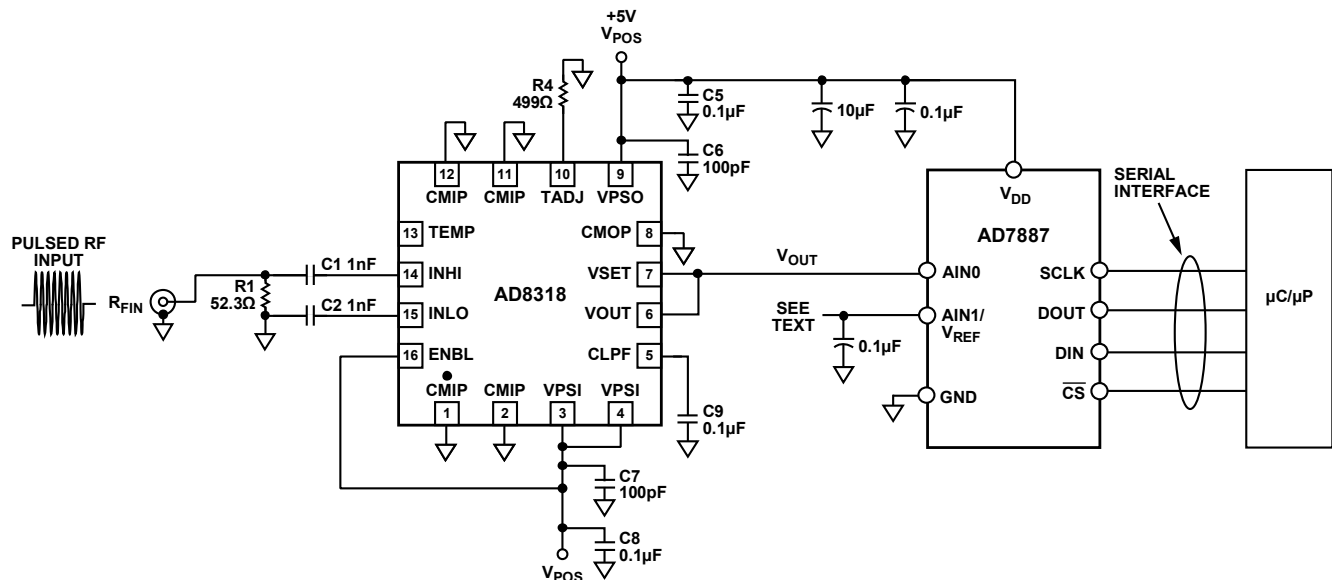 +5V
VPOS
R4
499Ω
C5
0.1µF
10µF
0.1µF
C6
100pF
SERIAL
INTERFACE
12
11
10
9
CMIP
CMIP
TADJ
VPSO
VDD
PULSED RF
INPUT
13
TEMP
CMOP
8
AD7887
RFIN
R1
52.3Ω
C1 1nF
14
INHI
VSET
7
VOUT
AIN0
SCLK
AD8318
µC/µP
C2 1nF
15
INLO
VOUT
6
SEE
TEXT
AIN1/
VREF
DOUT
0.1µF
16
ENBL
CLPF
5
DIN
CMIP
CMIP
VPSI
VPSI
GND
CS
1
2
3
4
C9
0.1µF
C7
100pF
C8
0.1µF
VPOS